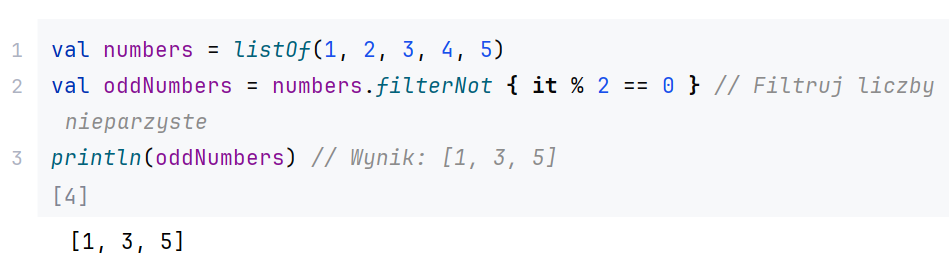 1 val numbers = listOf(1, 2, 3, 4, 5)
2 val oddNumbers = numbers.filterNot { it % 2 == 0 } // Filtruj liczby
nieparzyste
3 println(oddNumbers) // Wynik: [1, 3, 5]
[4]
[1, 3, 5]